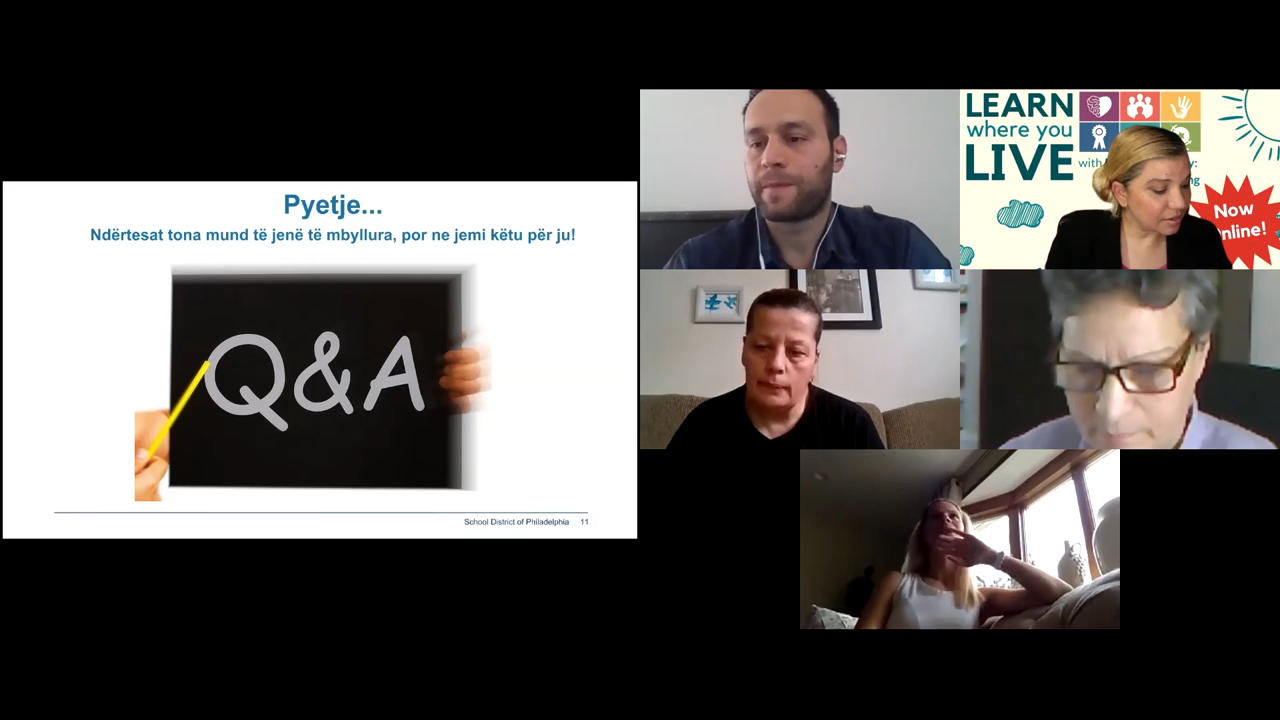 Pyetje...
Ndërtesat tona mund të jenë të mbyllura, por ne jemi këtu për ju!
Q&A
School District of Philadelphia 11
LEARN
where you
LIVE
with
Now